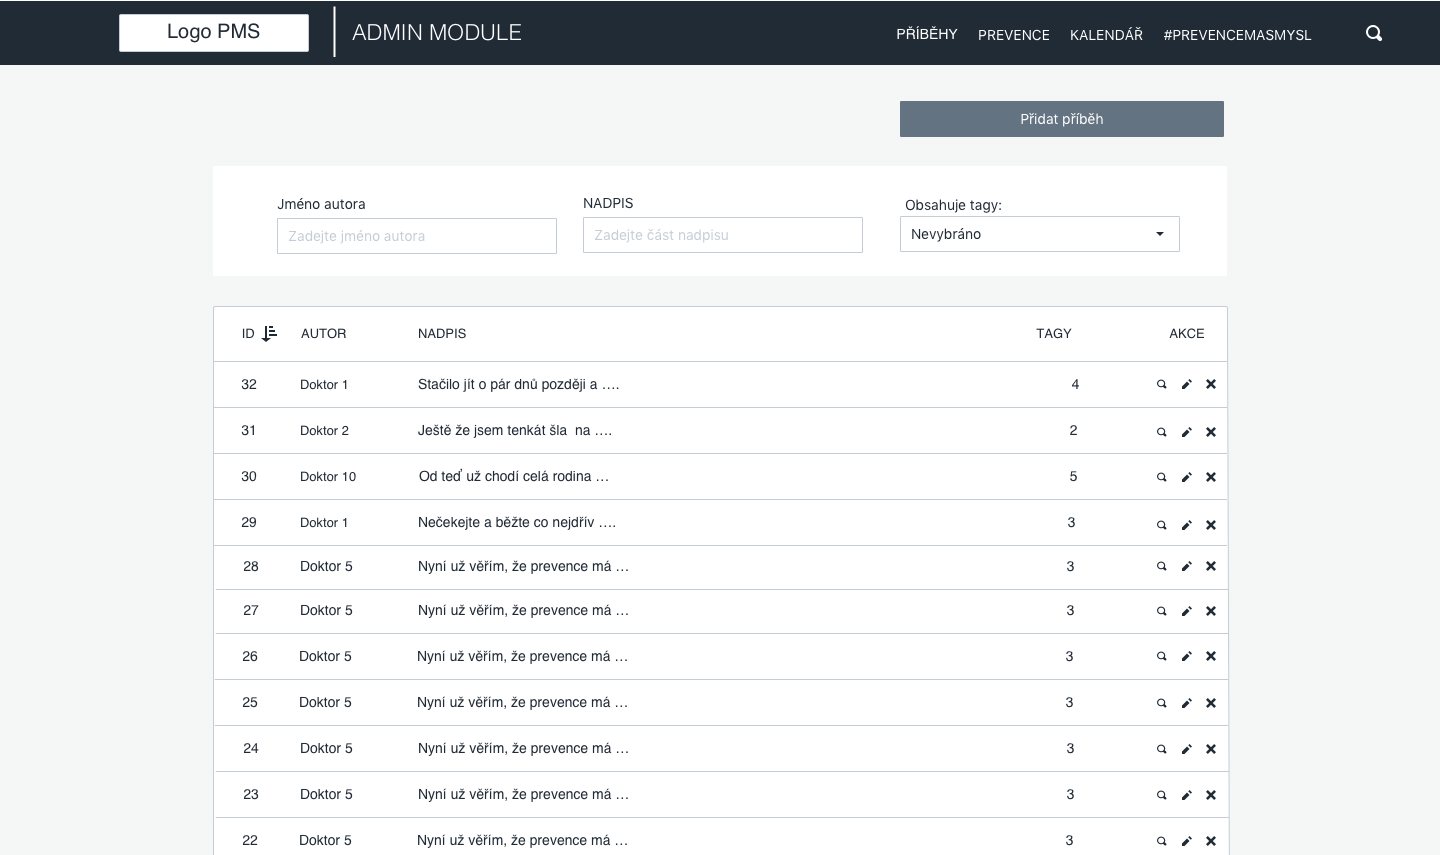 Logo PMS
ADMIN MODULE
PŘÍBĚHY PREVENCE KALENDÁŘ #PREVENCEMASMYSL
Přidat příběh
Jméno autora NADPIS Obsahuje tagy:
Zadejte jméno autora Zadejte část nadpisu Nevybráno
ID AUTOR NADPIS TAGY AKCE
32 Doktor 1 Stačilo jít o pár dnů později a .... 4
31 Doktor 2 Ještě že jsem tenkát šla  na .... 2
30 Doktor 10 Od teď už chodí celá rodina ... 5
29 Doktor 1 Nečekejte a běžte co nejdřív .... 3
28 Doktor 5 Nyní už věřím, že prevence má ... 3
27 Doktor 5 Nyní už věřím, že prevence má ... 3
26 Doktor 5 Nyní už věřím, že prevence má ... 3
25 Doktor 5 Nyní už věřím, že prevence má ... 3
24 Doktor 5 Nyní už věřím, že prevence má ... 3
23 Doktor 5 Nyní už věřím, že prevence má ... 3
22 Doktor 5 Nyní už věřím, že prevence má ... 3